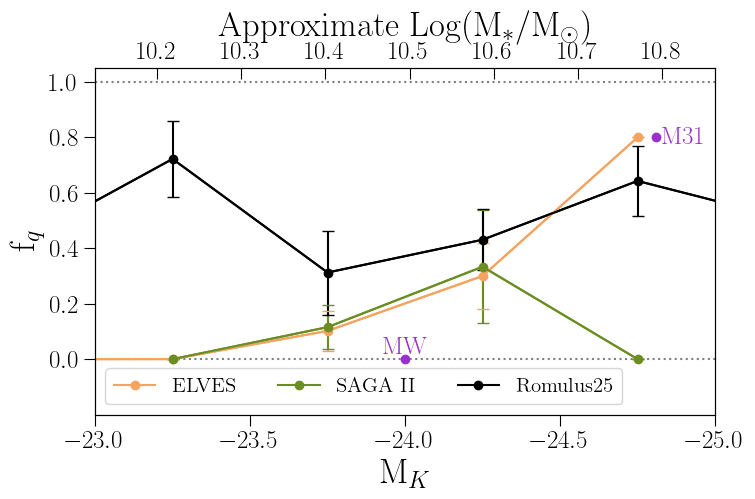 Approximate Log(M*/M⊙)
10.2 10.3 10.4 10.5 10.6 10.7 10.8
1.0
0.8
0.6
0.4
0.2
0.0
f_q
M31
MW
ELVES SAGA II Romulus25
−23.0 −23.5 −24.0 −24.5 −25.0
M_K